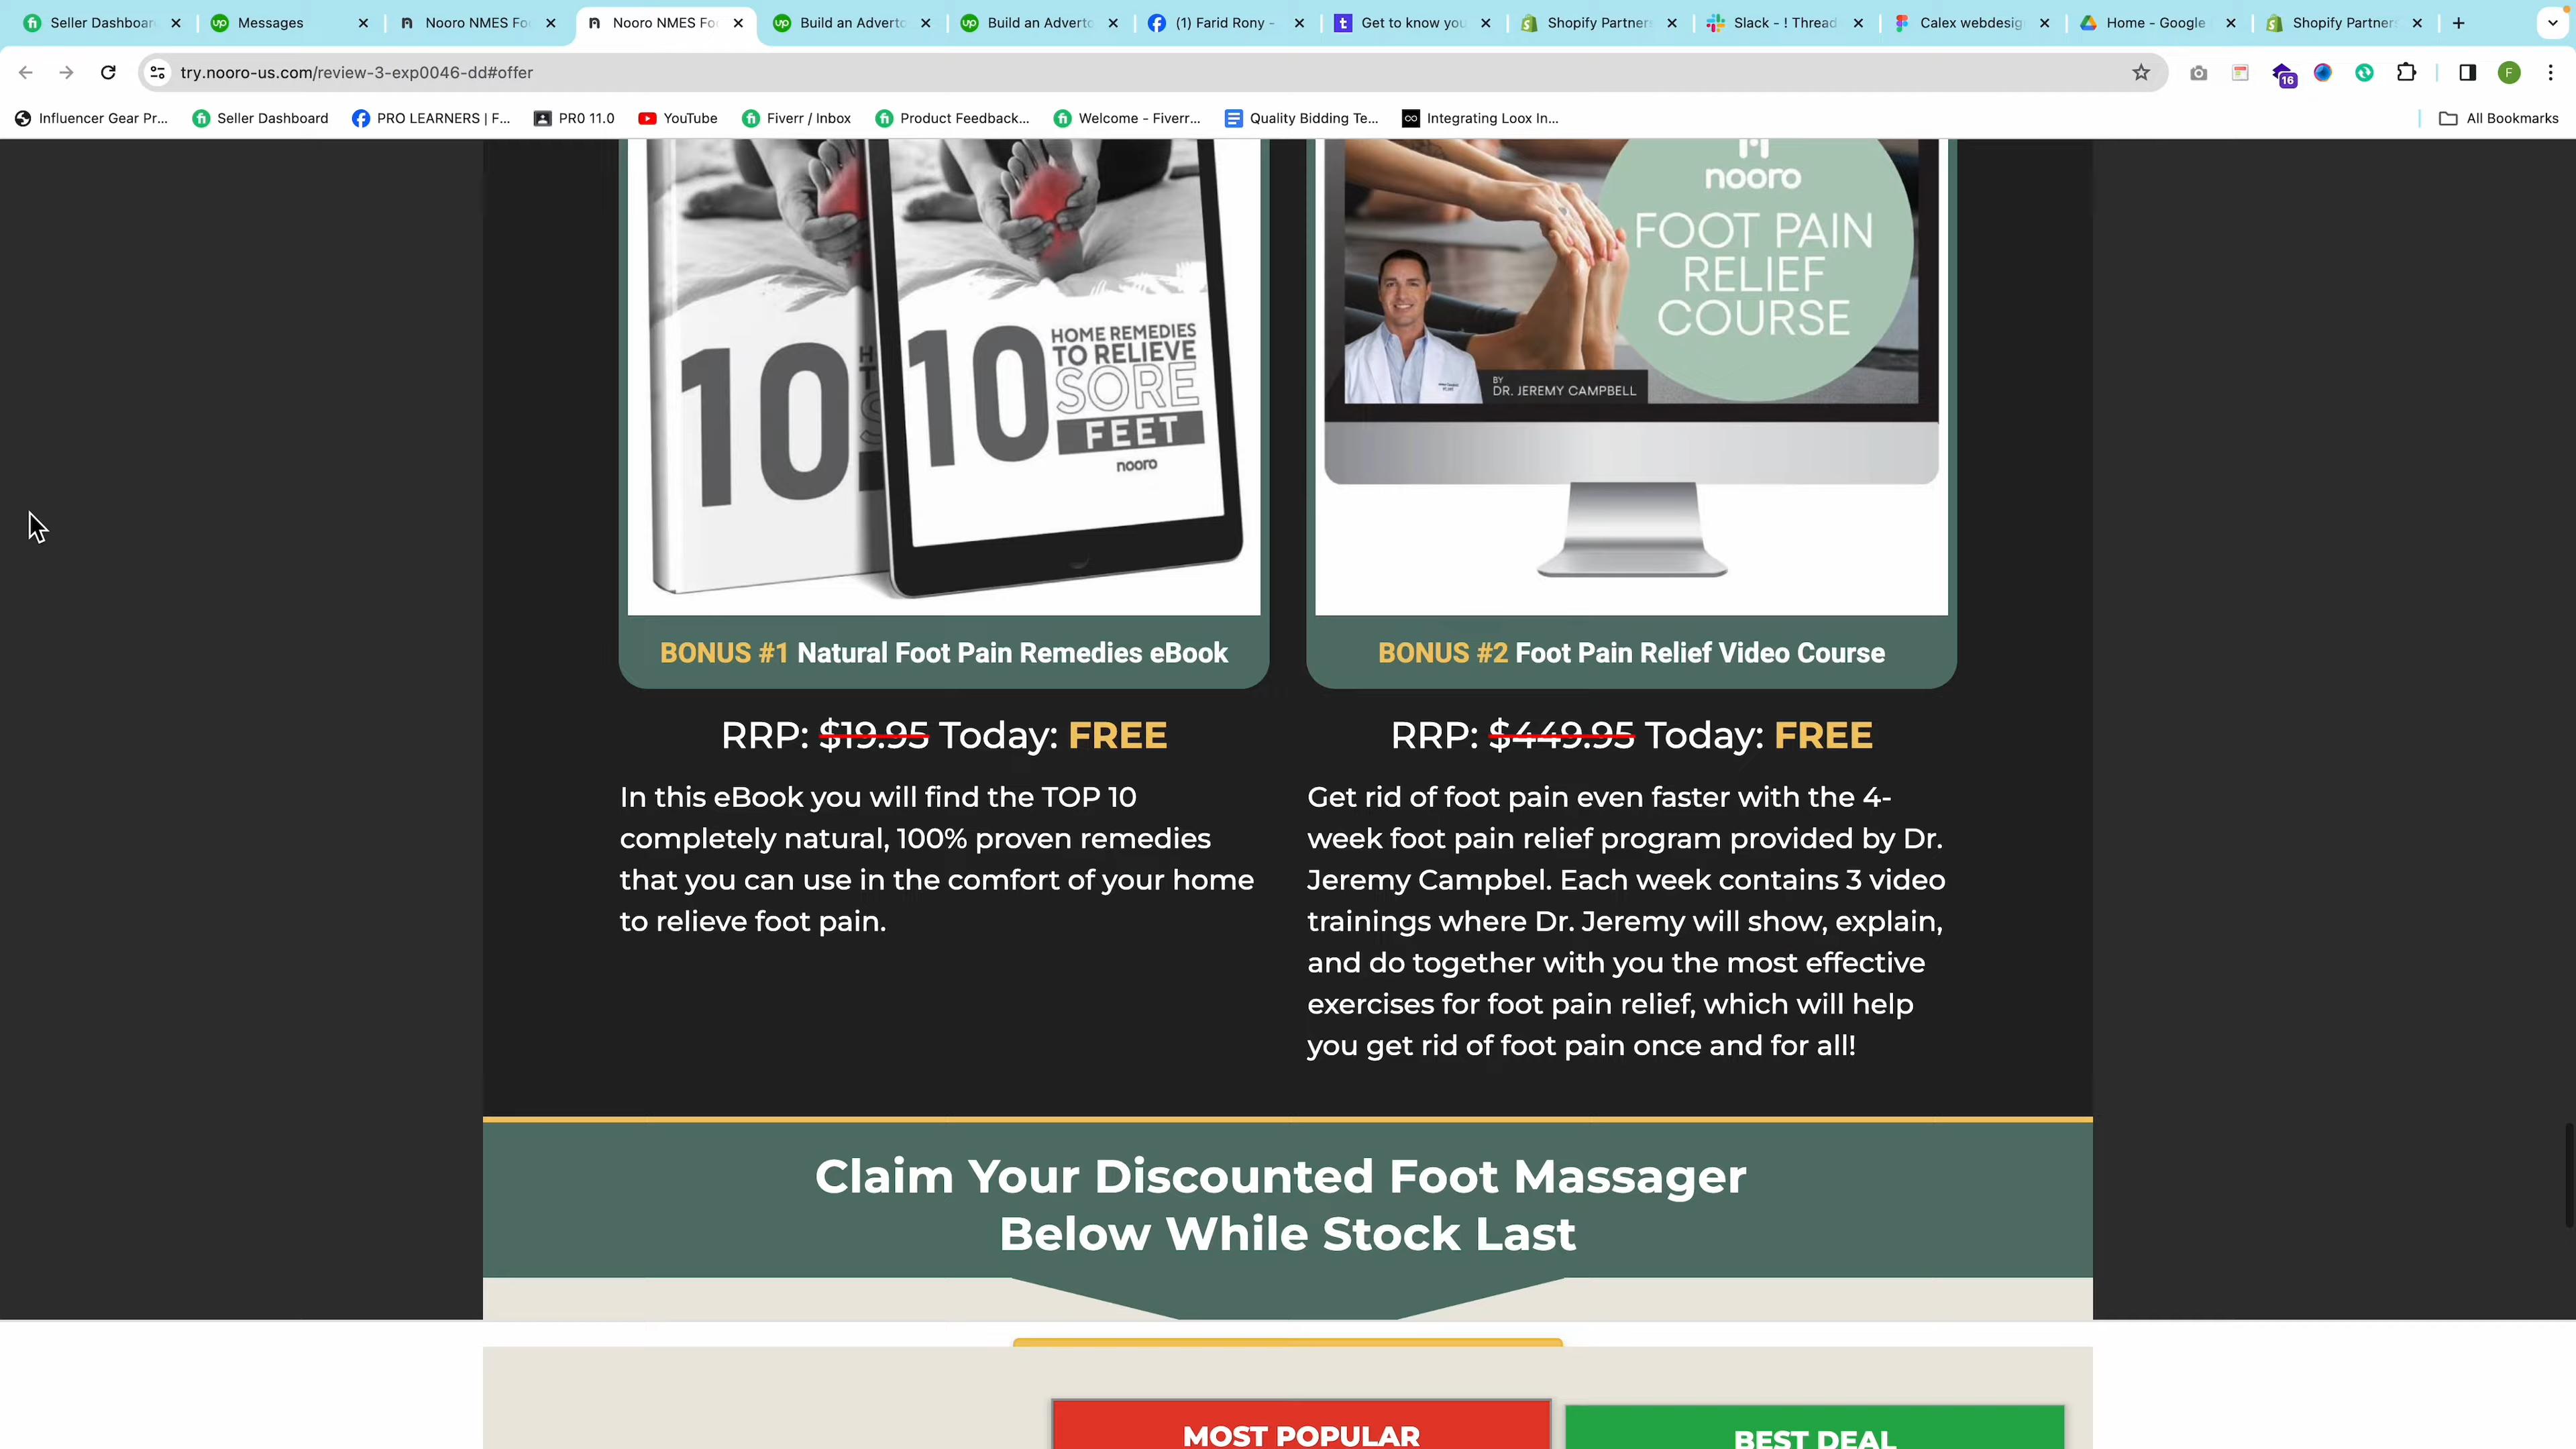 Seller Dashboar
Messages
Nooro NMES Fo
Nooro NMES Fo
Build an Adverto
Build an Adverto
(1) Farid Rony -
Get to know you
Shopify Partner
Slack - ! Thread
Calex webdesig
Home - Google
Shopify Partner
try.nooro-us.com/review-3-exp0046-dd#offer
16
F
Influencer Gear Pr...
Seller Dashboard
PRO LEARNERS | F...
PRO 11.0
YouTube
Fiverr / Inbox
Product Feedback...
Welcome - Fiverr...
Quality Bidding Te...
Integrating Loox In...
All Bookmarks
10
10 HOME REMEDIES
TO RELIEVE
SORE
FEET
nooro
nooro
FOOT PAIN
RELIEF
COURSE
BY
DR. JEREMY CAMPBELL
BONUS #1 Natural Foot Pain Remedies eBook
BONUS #2 Foot Pain Relief Video Course
RRP: $19.95 Today: FREE
RRP: $449.95 Today: FREE
In this eBook you will find the TOP 10
completely natural, 100% proven remedies
that you can use in the comfort of your home
to relieve foot pain.
Get rid of foot pain even faster with the 4-
week foot pain relief program provided by Dr.
Jeremy Campbel. Each week contains 3 video
trainings where Dr. Jeremy will show, explain,
and do together with you the most effective
exercises for foot pain relief, which will help
you get rid of foot pain once and for all!
Claim Your Discounted Foot Massager
Below While Stock Last
MOST POPULAR
BEST DEAL